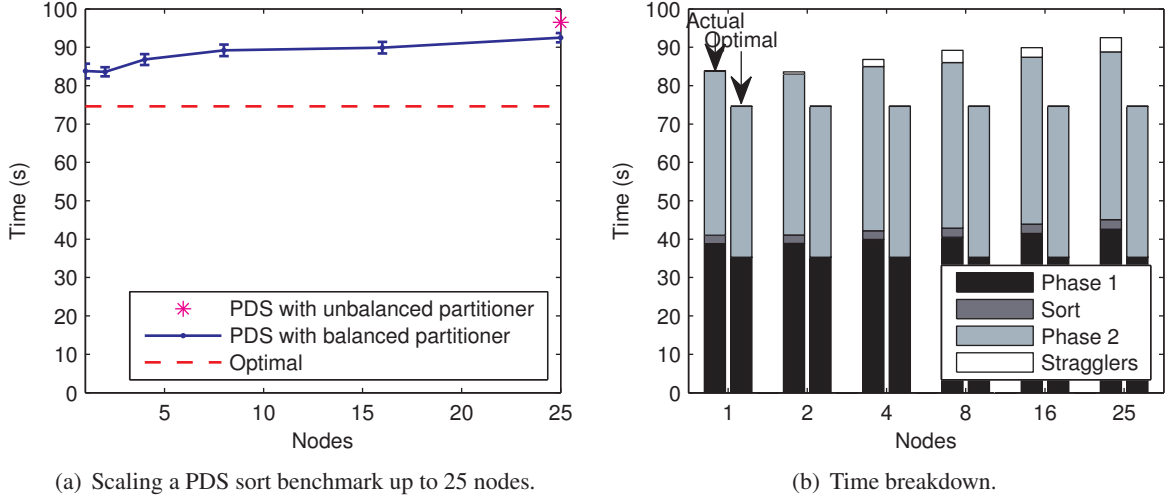 100
90
80
70
60
50
40
30
20
10
0
Time (s)
5
10
15
20
25
Nodes
PDS with unbalanced partitioner
PDS with balanced partitioner
Optimal
(a) Scaling a PDS sort benchmark up to 25 nodes.
100
90
80
70
60
50
40
30
20
10
0
Time (s)
Actual
Optimal
1
2
4
8
16
25
Nodes
Phase 1
Sort
Phase 2
Stragglers
(b) Time breakdown.